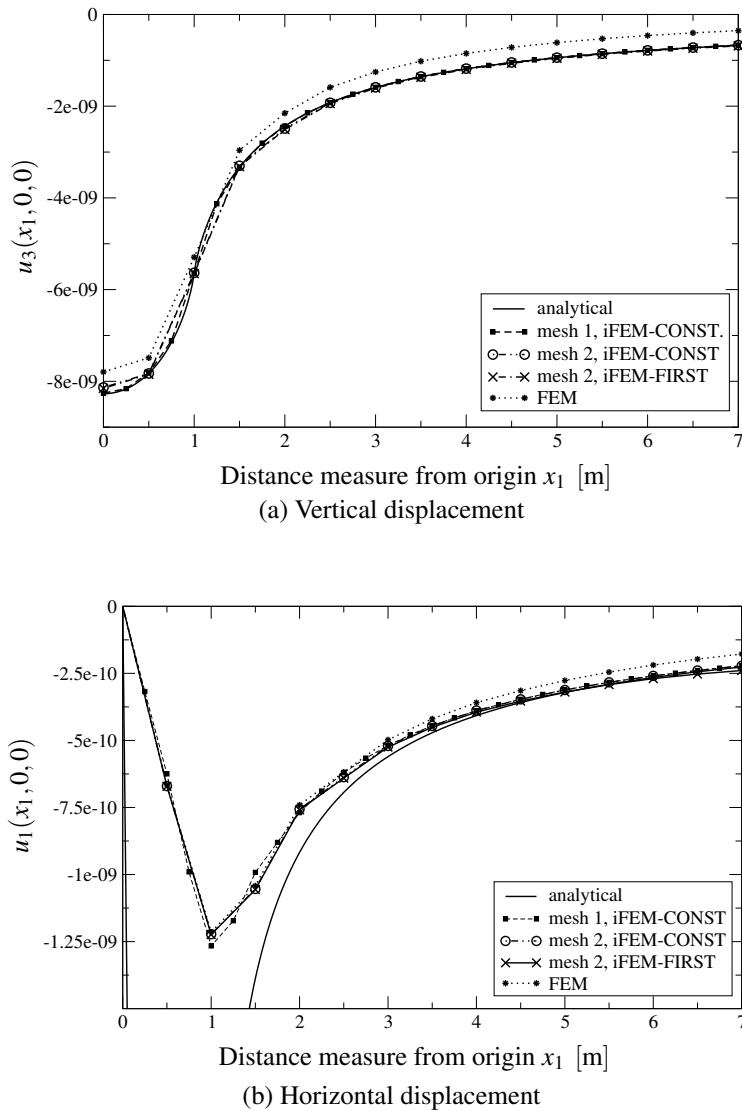 0
-2e-09
-4e-09
-6e-09
-8e-09
u₃(x₁,0,0)
analytical
mesh 1, iFEM-CONST.
mesh 2, iFEM-CONST
mesh 2, iFEM-FIRST
FEM
0 1 2 3 4 5 6 7
Distance measure from origin x₁ [m]
(a) Vertical displacement
0
-2.5e-10
-5e-10
-7.5e-10
-1e-09
-1.25e-09
u₁(x₁,0,0)
analytical
mesh 1, iFEM-CONST
mesh 2, iFEM-CONST
mesh 2, iFEM-FIRST
FEM
0 1 2 3 4 5 6 7
Distance measure from origin x₁ [m]
(b) Horizontal displacement